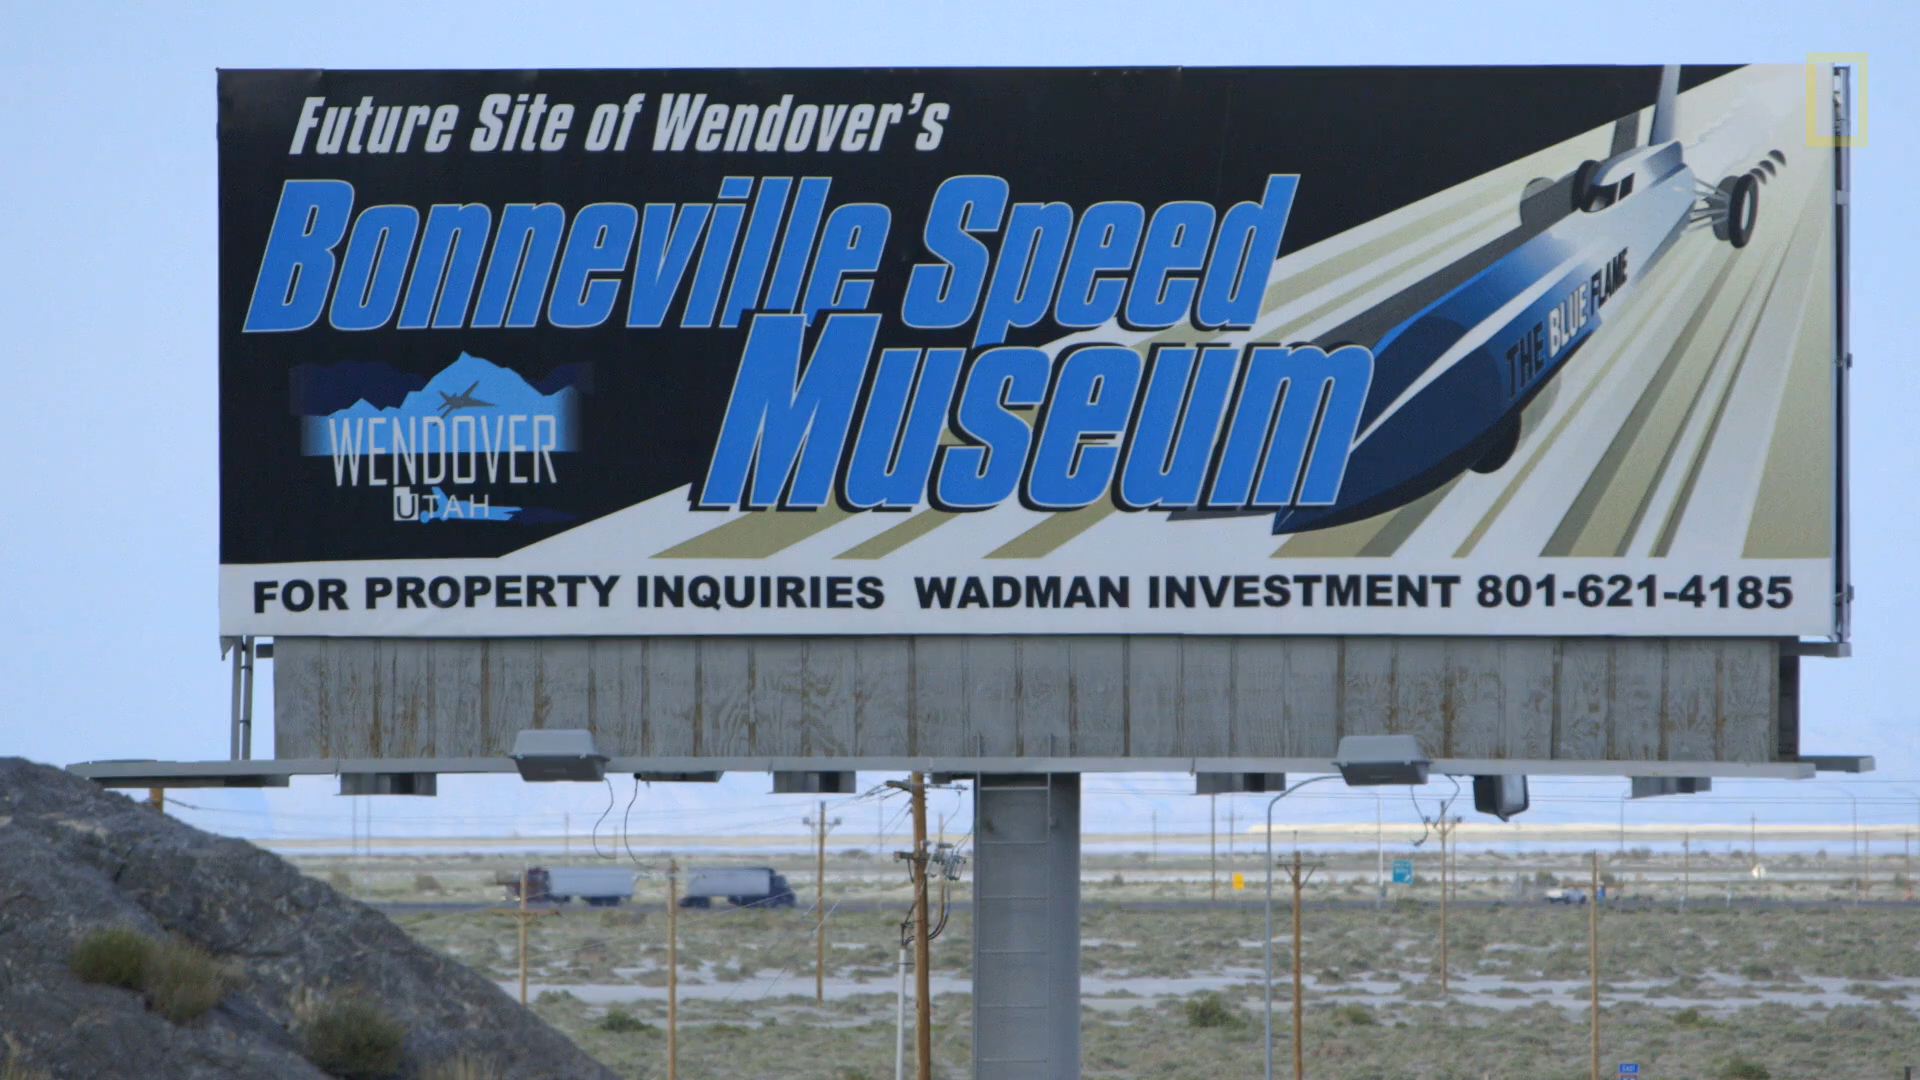 Future Site of Wendover's
Bonneville Speed
Museum
THE BLUE FLAME
WENDOVER
UTAH
FOR PROPERTY INQUIRIES WADMAN INVESTMENT 801-621-4185
EAST